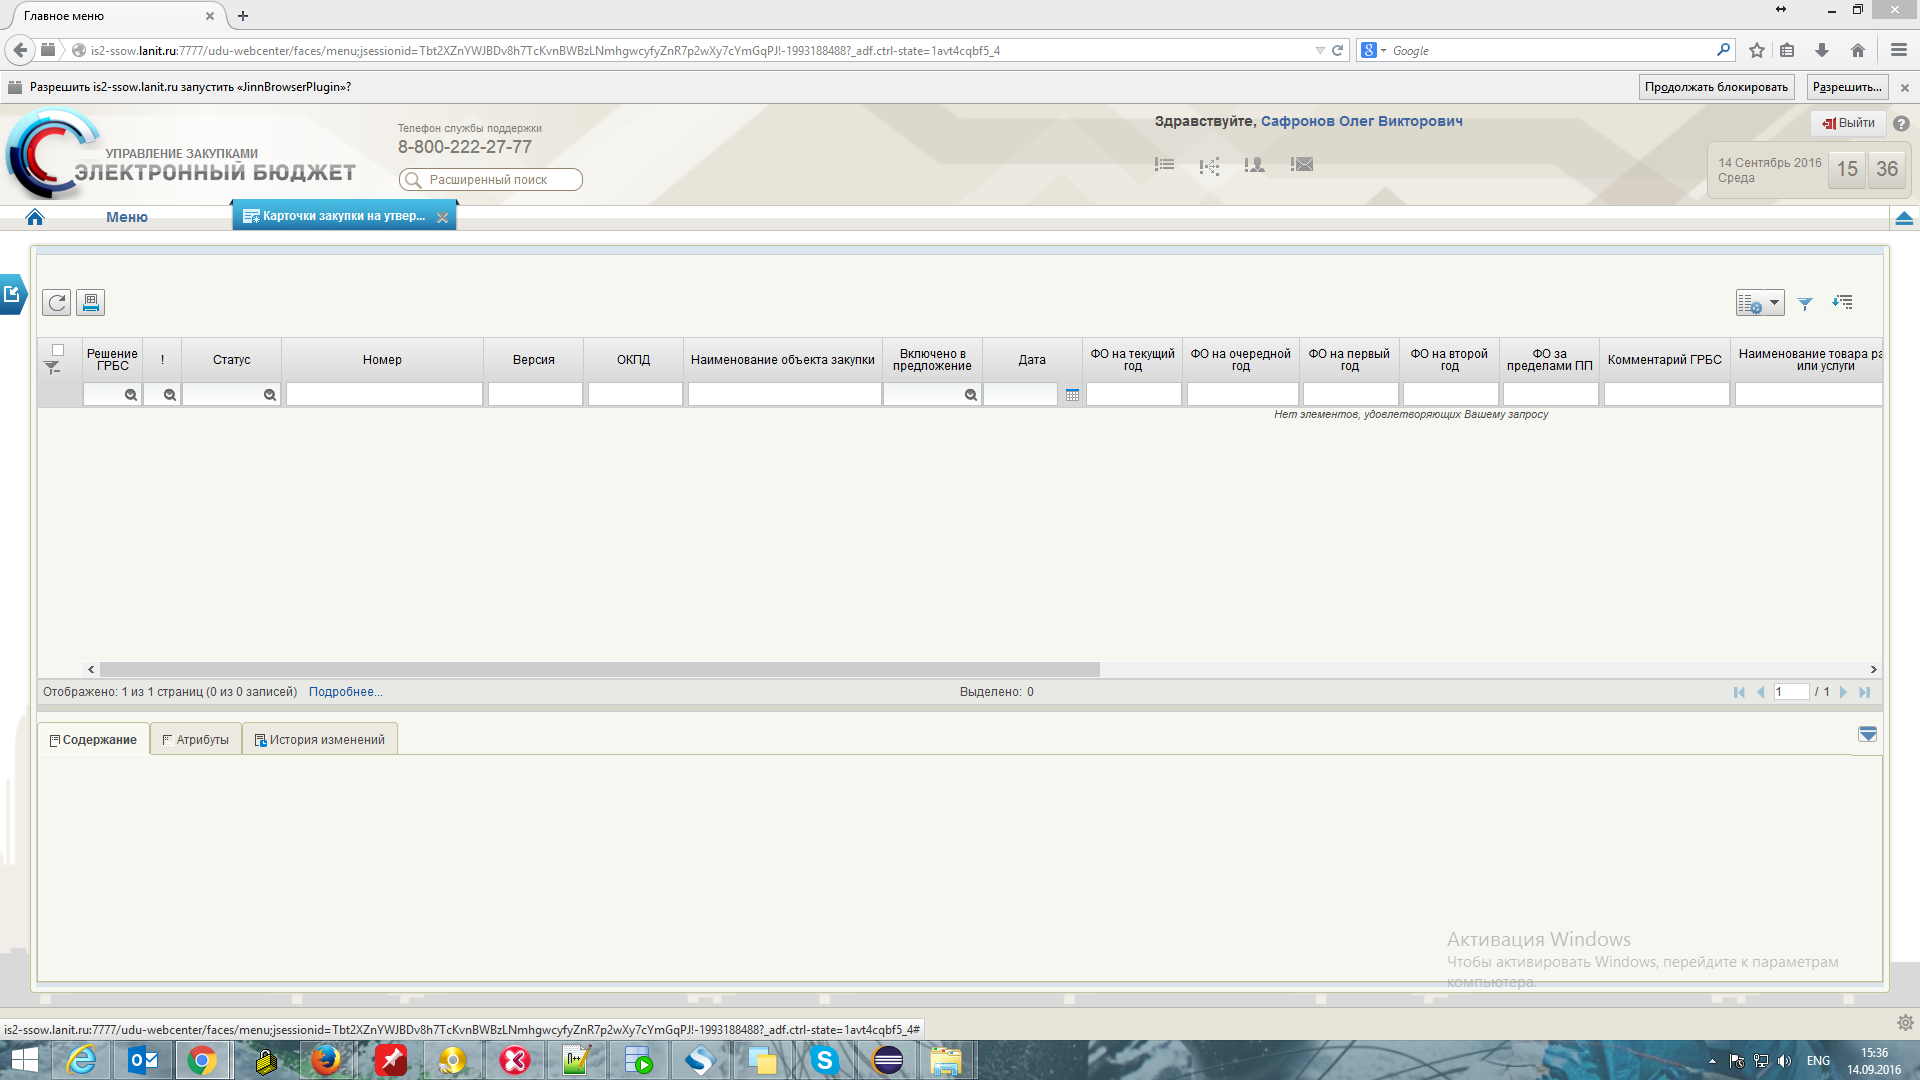 Главное меню
is2-ssow.lanit.ru:7777/udu-webcenter/faces/menu;jsessionid=Tbt2XZnYWJBDv8h7TcKvnBWBzLNmhgwcyfyZnR7p2wXy7cYmGqPJ!-1993188488?_adf.ctrl-state=1avt4cqbf5_4
Google
Разрешить is2-ssow.lanit.ru запустить «JinnBrowserPlugin»?
Продолжать блокировать
Разрешить...
УПРАВЛЕНИЕ ЗАКУПКАМИ
ЭЛЕКТРОННЫЙ БЮДЖЕТ
Телефон службы поддержки
8-800-222-27-77
Расширенный поиск
Здравствуйте, Сафронов Олег Викторович
Выйти
14 Сентябрь 2016
Среда
15 36
Меню
Карточки закупки на утвер...
Решение ГРБС
!
Статус
Номер
Версия
ОКПД
Наименование объекта закупки
Включено в предложение
Дата
ФО на текущий год
ФО на очередной год
ФО на первый год
ФО на второй год
ФО за пределами ПП
Комментарий ГРБС
Наименование товара ра
или услуги
Нет элементов, удовлетворяющих Вашему запросу
Отображено: 1 из 1 страниц (0 из 0 записей) Подробнее...
Выделено: 0
1 / 1
Содержание
Атрибуты
История изменений
Активация Windows
Чтобы активировать Windows, перейдите к параметрам
компьютера.
is2-ssow.lanit.ru:7777/udu-webcenter/faces/menu;jsessionid=Tbt2XZnYWJBDv8h7TcKvnBWBzLNmhgwcyfyZnR7p2wXy7cYmGqPJ!-1993188488?_adf.ctrl-state=1avt4cqbf5_4#
ENG
15:36
14.09.2016